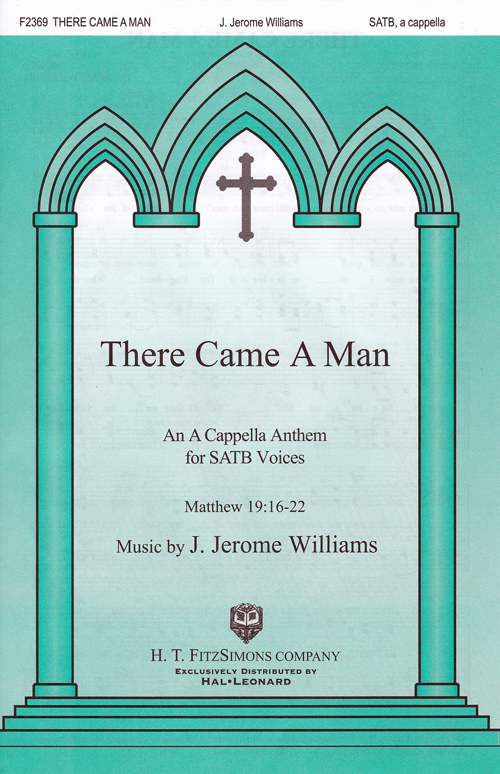 F2369 THERE CAME A MAN J. Jerome Williams SATB, a cappella
There Came A Man
An A Cappella Anthem
for SATB Voices
Matthew 19:16-22
Music by J. Jerome Williams
H. T. FITZSIMONS COMPANY
EXCLUSIVELY DISTRIBUTED BY
HAL•LEONARD